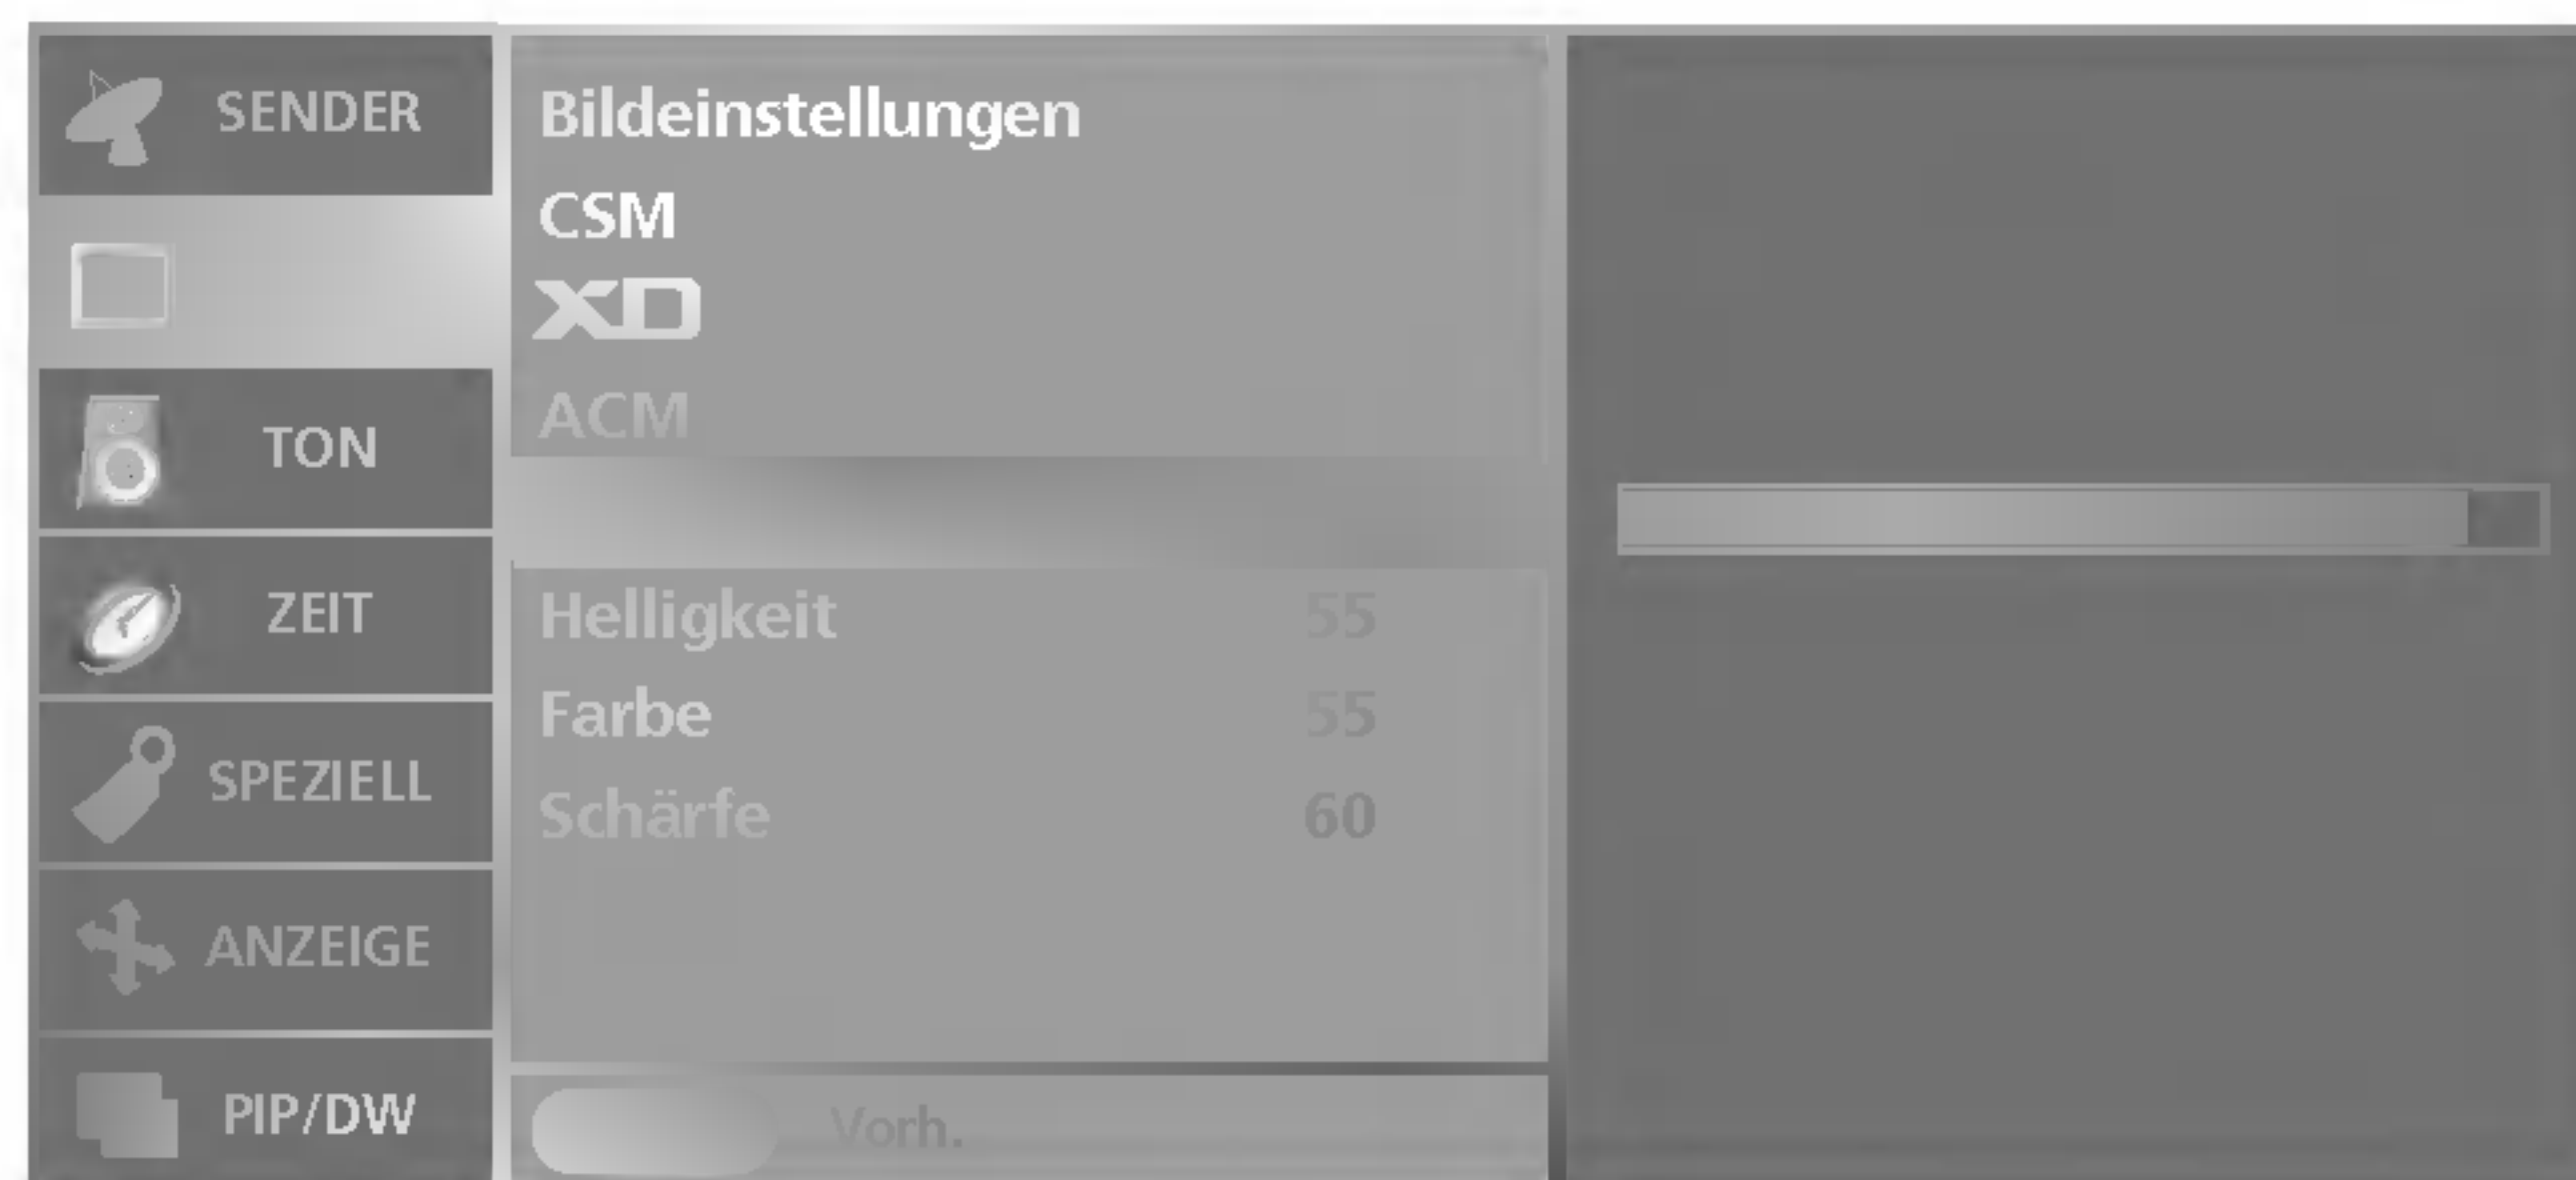 SENDER
TON
ZEIT
SPEZIELL
ANZEIGE
PIP/DW
Bildeinstellungen
CSM
XD
ACM
Helligkeit 55
Farbe 55
Schärfe 60
Vorh.